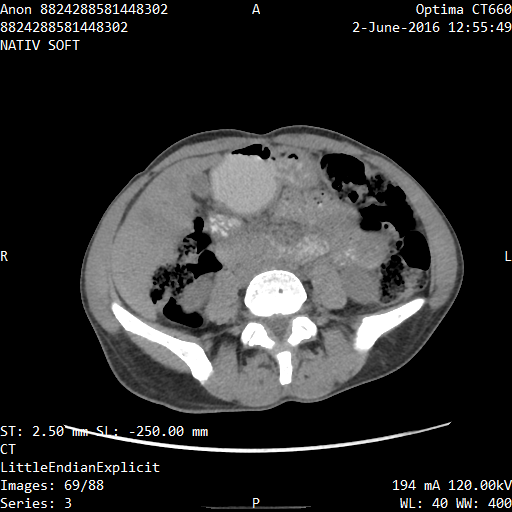 Anon 8824288581448302 A Optima CT660
8824288581448302 2-June-2016 12:55:49
NATIV SOFT
R L
ST: 2.50 mm SL: -250.00 mm
CT
LittleEndianExplicit
Images: 69/88 194 mA 120.00kV
Series: 3 P WL: 40 WW: 400